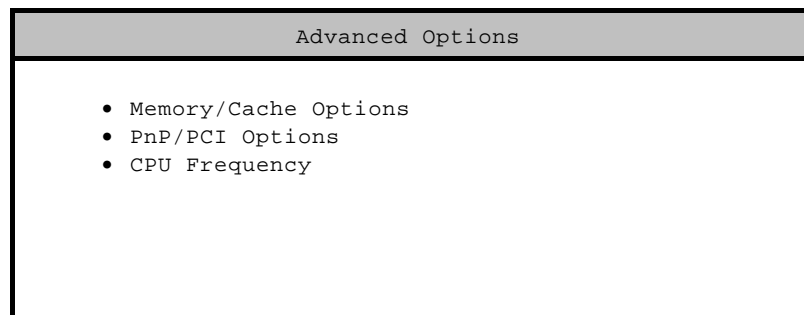 Advanced Options
• Memory/Cache Options
• PnP/PCI Options
• CPU Frequency